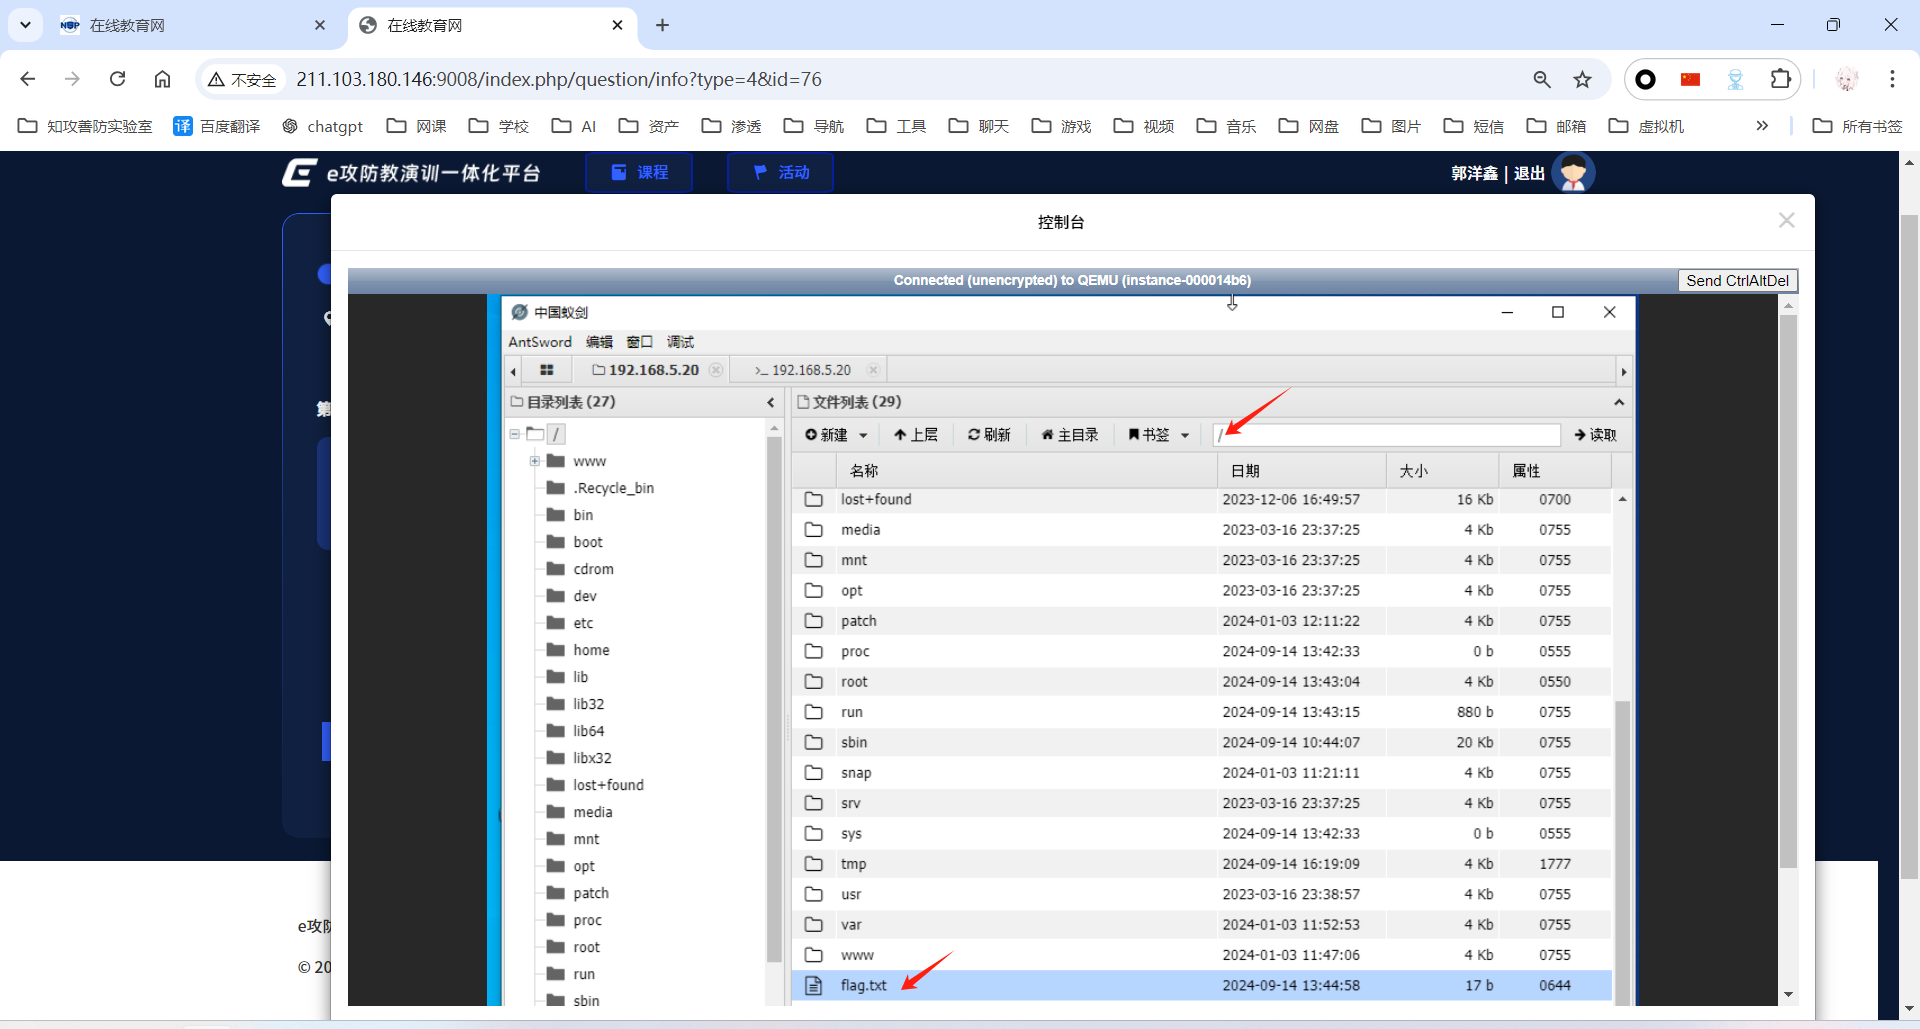 NOP 在线教育网
在线教育网
不安全 211.103.180.146:9008/index.php/question/info?type=4&id=76
知攻善防实验室 译 百度翻译 chatgpt 网课 学校 AI 资产 渗透 导航 工具 聊天 游戏 视频 音乐 网盘 图片 短信 邮箱 虚拟机 » 所有书签
e攻防教演训一体化平台 课程 活动 郭洋鑫 | 退出
控制台
第
Connected (unencrypted) to QEMU (instance-000014b6) Send CtrlAltDel
中国蚁剑
AntSword 编辑 窗口 调试
192.168.5.20 >_ 192.168.5.20
目录列表 (27)
/
www
.Recycle_bin
bin
boot
cdrom
dev
etc
home
lib
lib32
lib64
libx32
lost+found
media
mnt
opt
patch
proc
root
run
sbin
文件列表 (29)
新建 上层 刷新 主目录 书签 / 读取
名称 日期 大小 属性
lost+found 2023-12-06 16:49:57 16 Kb 0700
media 2023-03-16 23:37:25 4 Kb 0755
mnt 2023-03-16 23:37:25 4 Kb 0755
opt 2023-03-16 23:37:25 4 Kb 0755
patch 2024-01-03 12:11:22 4 Kb 0755
proc 2024-09-14 13:42:33 0 b 0555
root 2024-09-14 13:43:04 4 Kb 0550
run 2024-09-14 13:43:15 880 b 0755
sbin 2024-09-14 10:44:07 20 Kb 0755
snap 2024-01-03 11:21:11 4 Kb 0755
srv 2023-03-16 23:37:25 4 Kb 0755
sys 2024-09-14 13:42:33 0 b 0555
tmp 2024-09-14 16:19:09 4 Kb 1777
usr 2023-03-16 23:38:57 4 Kb 0755
var 2024-01-03 11:52:53 4 Kb 0755
www 2024-01-03 11:47:06 4 Kb 0755
flag.txt 2024-09-14 13:44:58 17 b 0644
e攻防
© 20